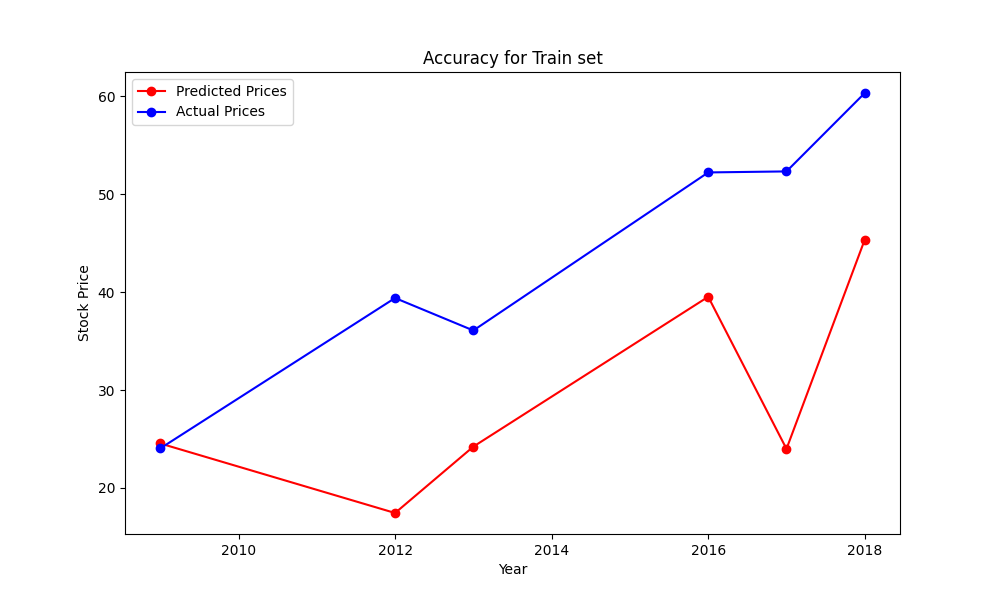 Accuracy for Train set
Predicted Prices
Actual Prices
60
50
40
30
20
Stock Price
2010 2012 2014 2016 2018
Year